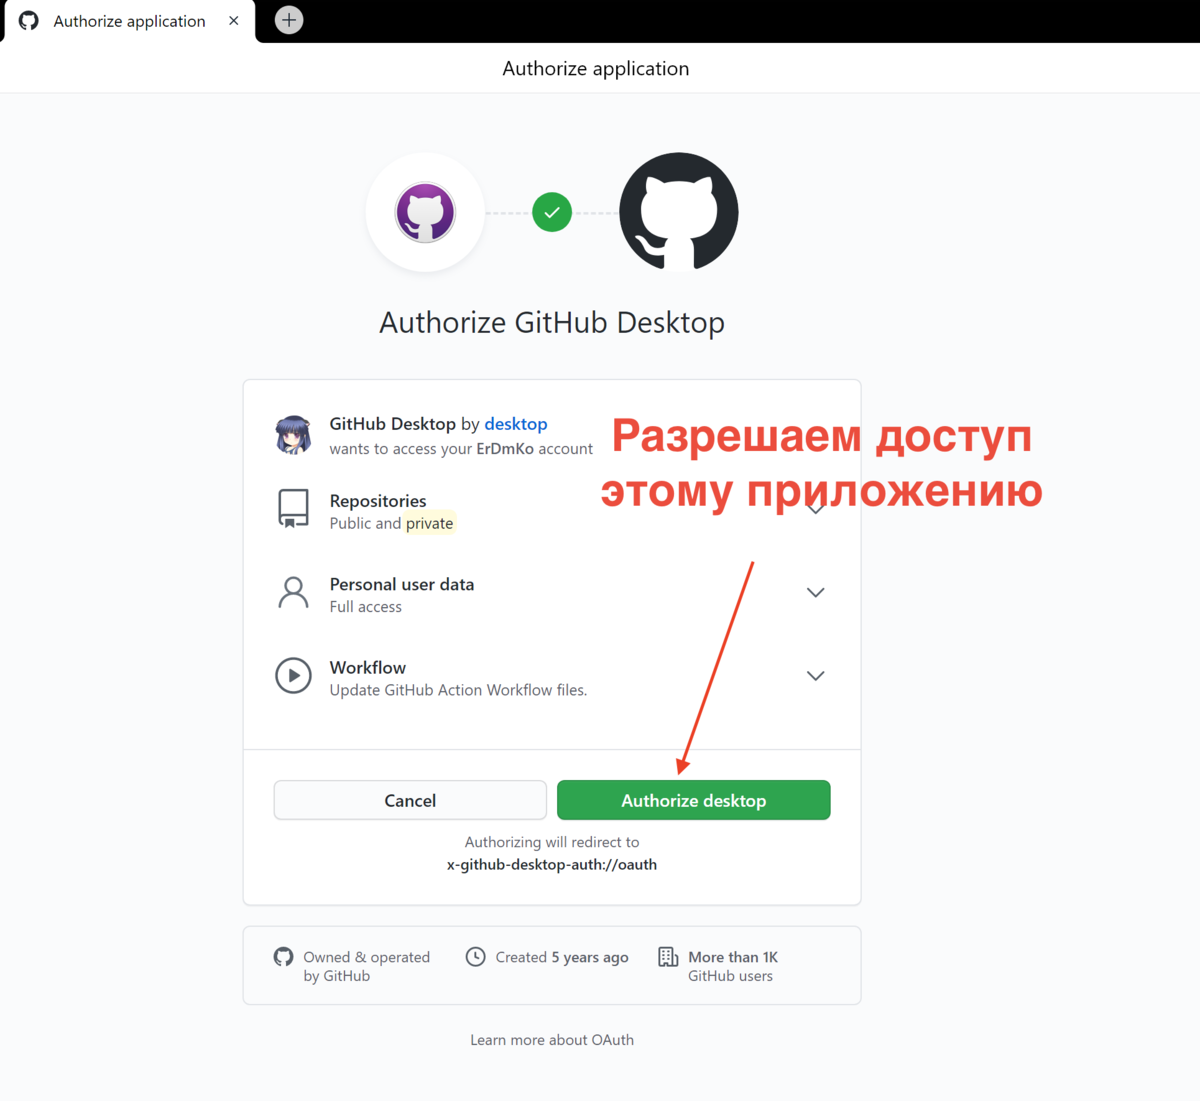 Authorize application
Authorize application
Authorize GitHub Desktop
GitHub Desktop by desktop
wants to access your ErDmKo account
Разрешаем доступ
этому приложению
Repositories
Public and private
Personal user data
Full access
Workflow
Update GitHub Action Workflow files.
Cancel
Authorize desktop
Authorizing will redirect to
x-github-desktop-auth://oauth
Owned & operated
by GitHub
Created 5 years ago
More than 1K
GitHub users
Learn more about OAuth